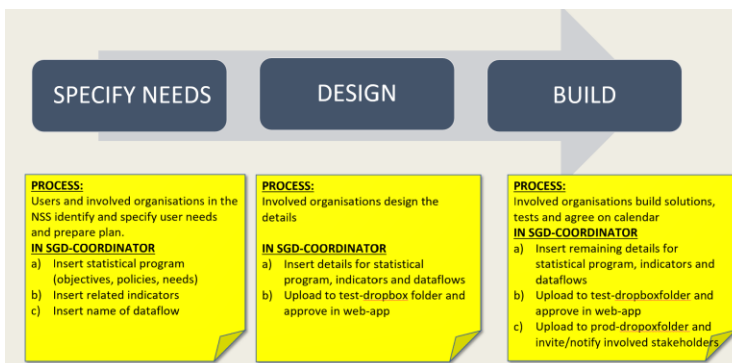 SPECIFY NEEDS
DESIGN
BUILD
PROCESS:
Users and involved organisations in the
NSS identify and specify user needs
and prepare plan.
IN SGD-COORDINATOR
a) Insert statistical program
(objectives, policies, needs)
b) Insert related indicators
c) Insert name of dataflow
PROCESS:
Involved organisations design the
details
IN SGD-COORDINATOR
a) Insert details for statistical
program, indicators and dataflows
b) Upload to test-dropbox folder and
approve in web-app
PROCESS:
Involved organisations build solutions,
tests and agree on calendar
IN SGD-COORDINATOR
a) Insert remaining details for
statistical program, indicators and
dataflows
b) Upload to test-dropboxfolder and
approve in web-app
c) Upload to prod-dropoxfolder and
invite/notify involved stakeholders